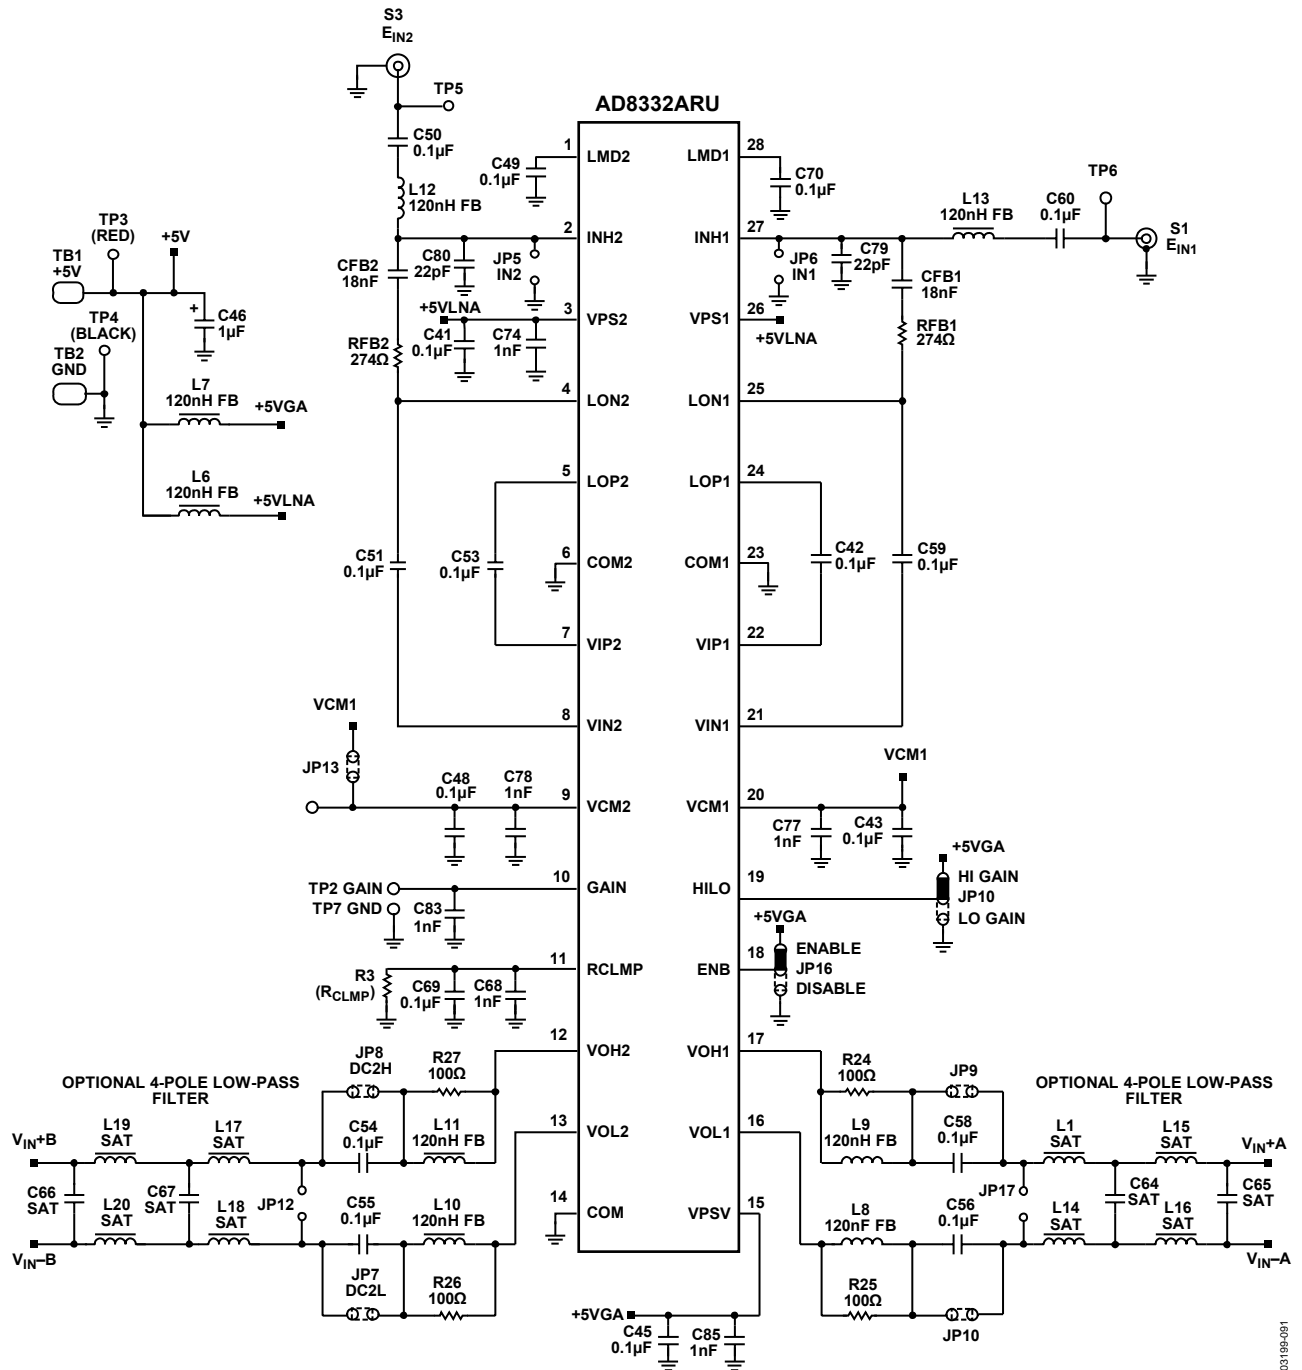 S3
EIN2
TP5
AD8332ARU
C50
0.1µF
L12
120nH FB
C49
0.1µF
1
LMD2
LMD1
28
C70
0.1µF
TP6
L13
120nH FB
C60
0.1µF
S1
EIN1
2
INH2
INH1
27
CFB2
18nF
C80
22pF
JP5
IN2
JP6
IN1
C79
22pF
CFB1
18nF
TP3
(RED)
+5V
TB1
+5V
+
C46
1µF
TP4
(BLACK)
TB2
GND
L7
120nH FB
+5VGA
L6
120nH FB
+5VLNA
+5VLNA
3
VPS2
VPS1
26
+5VLNA
C41
0.1µF
C74
1nF
RFB2
274Ω
RFB1
274Ω
4
LON2
LON1
25
5
LOP2
LOP1
24
C51
0.1µF
C53
0.1µF
6
COM2
COM1
23
C42
0.1µF
C59
0.1µF
7
VIP2
VIP1
22
8
VIN2
VIN1
21
VCM1
JP13
C48
0.1µF
C78
1nF
9
VCM2
VCM1
20
VCM1
C77
1nF
C43
0.1µF
TP2 GAIN
TP7 GND
C83
1nF
10
GAIN
HILO
19
+5VGA
HI GAIN
JP10
LO GAIN
R3
(RCLMP)
C69
0.1µF
C68
1nF
11
RCLMP
ENB
18
+5VGA
ENABLE
JP16
DISABLE
12
VOH2
VOH1
17
OPTIONAL 4-POLE LOW-PASS
FILTER
JP8
DC2H
R27
100Ω
R24
100Ω
JP9
OPTIONAL 4-POLE LOW-PASS
FILTER
VIN+B
L19
SAT
L17
SAT
C54
0.1µF
L11
120nH FB
13
VOL2
VOL1
16
L9
120nH FB
C58
0.1µF
L1
SAT
L15
SAT
VIN+A
C66
SAT
C67
SAT
JP12
JP17
C64
SAT
C65
SAT
VIN–B
L20
SAT
L18
SAT
C55
0.1µF
L10
120nH FB
14
COM
VPSV
15
L8
120nF FB
C56
0.1µF
L14
SAT
L16
SAT
VIN–A
JP7
DC2L
R26
100Ω
R25
100Ω
JP10
+5VGA
C45
0.1µF
C85
1nF
03199-091